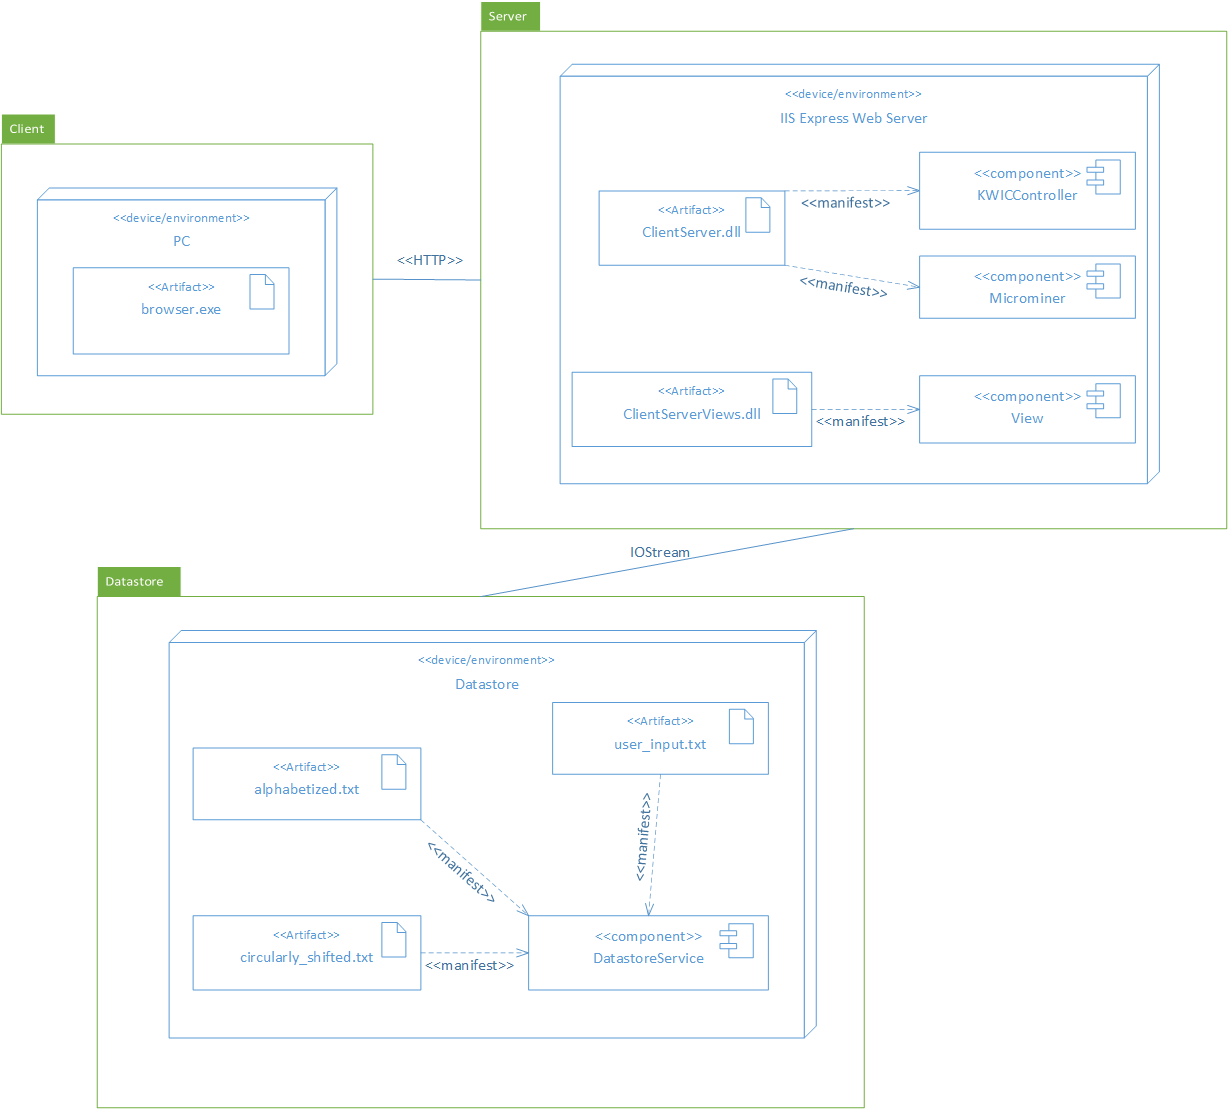 Server
<<device/environment>>
IIS Express Web Server
<<component>>
KWICController
<<Artifact>>
ClientServer.dll
<<manifest>>
<<manifest>>
<<component>>
Microminer
<<Artifact>>
ClientServerViews.dll
<<manifest>>
<<component>>
View
Client
<<device/environment>>
PC
<<Artifact>>
browser.exe
<<HTTP>>
IOStream
Datastore
<<device/environment>>
Datastore
<<Artifact>>
user_input.txt
<<Artifact>>
alphabetized.txt
<<manifest>>
<<manifest>>
<<Artifact>>
circularly_shifted.txt
<<manifest>>
<<component>>
DatastoreService